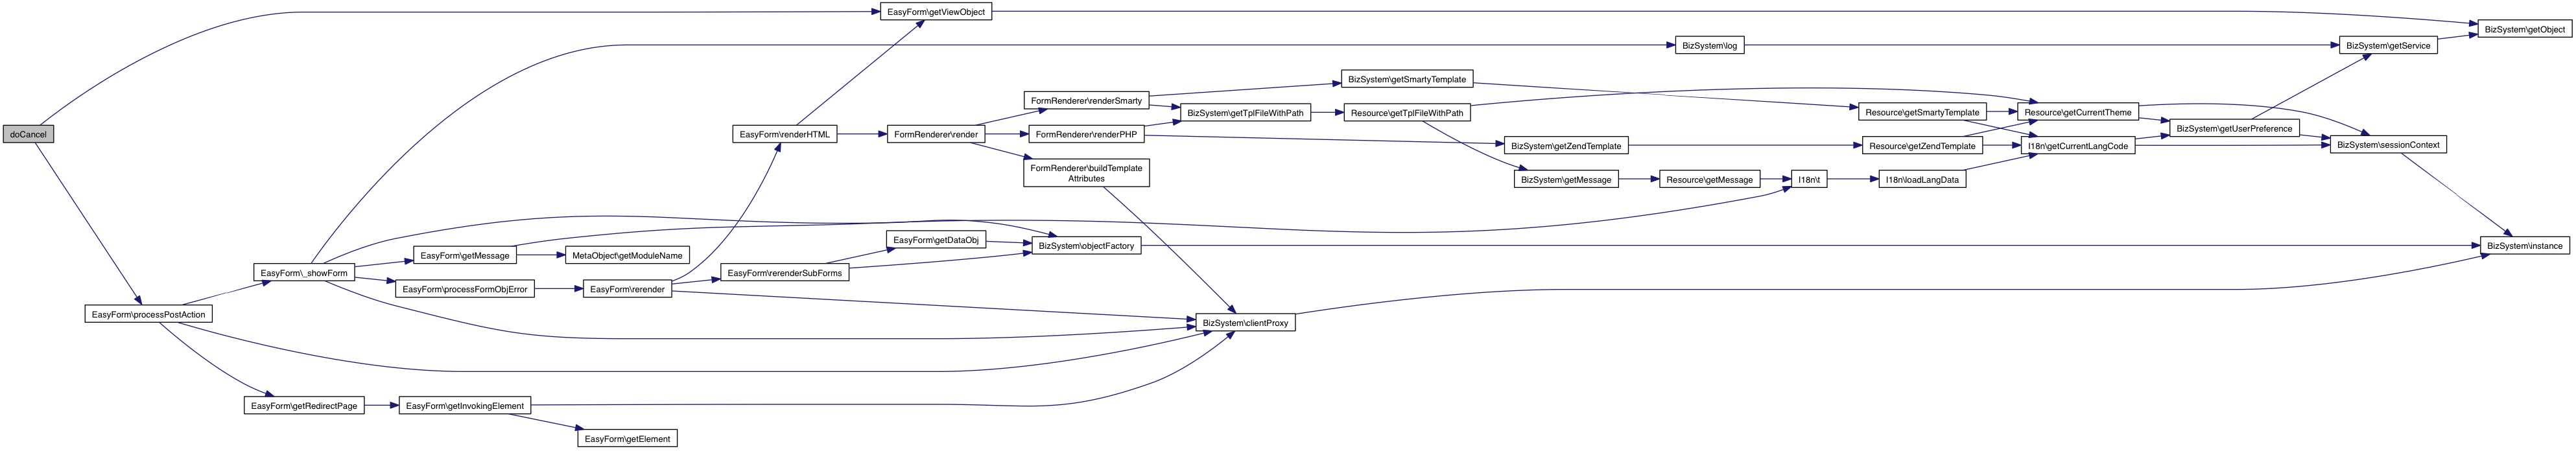 EasyForm\getViewObject
BizSystem\getObject
BizSystem\log
BizSystem\getService
BizSystem\getSmartyTemplate
FormRenderer\renderSmarty
BizSystem\getTplFileWithPath
Resource\getTplFileWithPath
Resource\getSmartyTemplate
Resource\getCurrentTheme
BizSystem\getUserPreference
doCancel
EasyForm\renderHTML
FormRenderer\render
FormRenderer\renderPHP
BizSystem\getZendTemplate
Resource\getZendTemplate
I18n\getCurrentLangCode
BizSystem\sessionContext
FormRenderer\buildTemplate
Attributes
BizSystem\getMessage
Resource\getMessage
I18n\t
I18n\loadLangData
EasyForm\getDataObj
BizSystem\objectFactory
BizSystem\instance
EasyForm\getMessage
MetaObject\getModuleName
EasyForm\_showForm
EasyForm\rerenderSubForms
EasyForm\processFormObjError
EasyForm\rerender
EasyForm\processPostAction
BizSystem\clientProxy
EasyForm\getRedirectPage
EasyForm\getInvokingElement
EasyForm\getElement